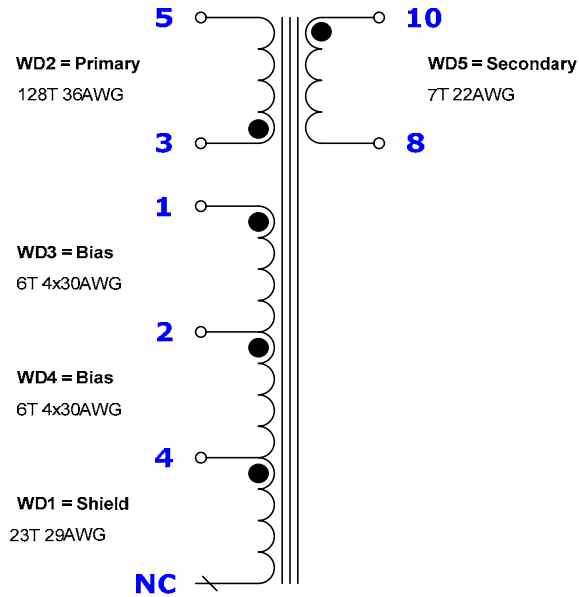 5
10
WD2 = Primary
128T 36AWG
WD5 = Secondary
7T 22AWG
3
8
1
WD3 = Bias
6T 4x30AWG
2
WD4 = Bias
6T 4x30AWG
4
WD1 = Shield
23T 29AWG
NC